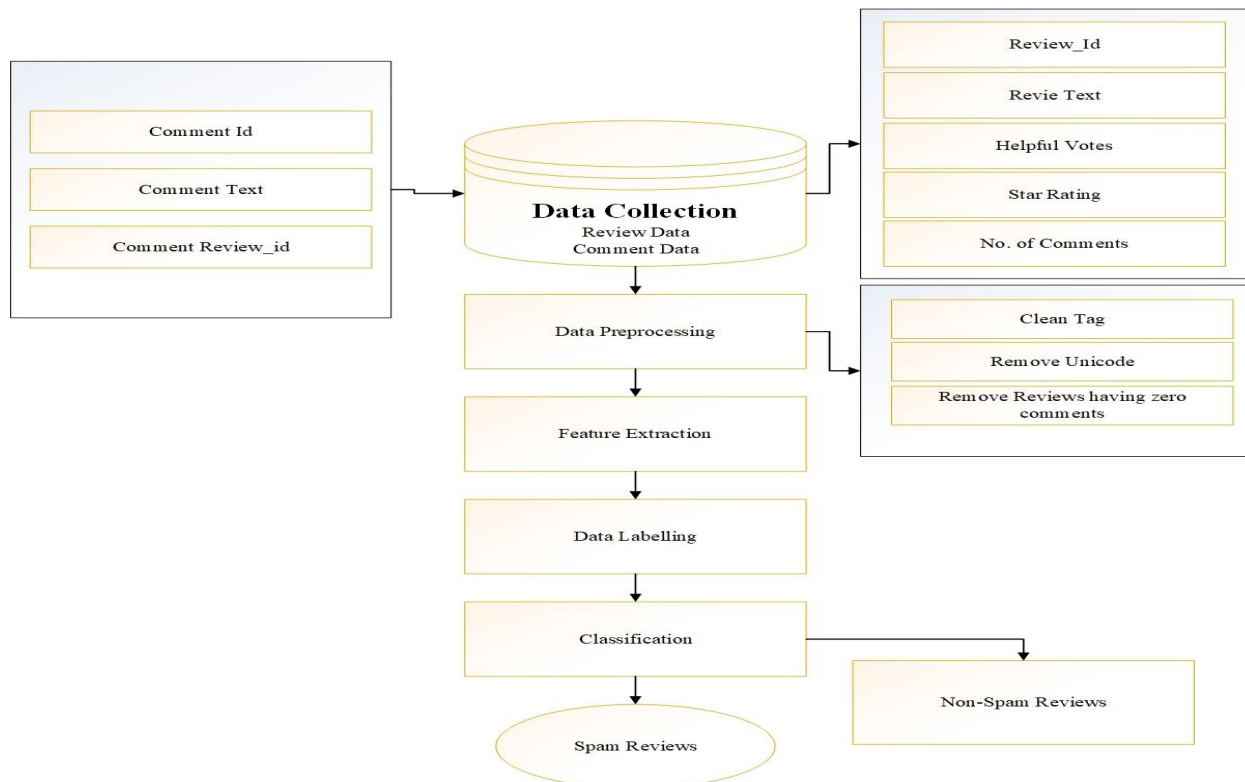 Comment Id
Comment Text
Comment Review_id
Data Collection
Review Data
Comment Data
Review_Id
Revie Text
Helpful Votes
Star Rating
No. of Comments
Data Preprocessing
Clean Tag
Remove Unicode
Remove Reviews having zero
comments
Feature Extraction
Data Labelling
Classification
Non-Spam Reviews
Spam Reviews